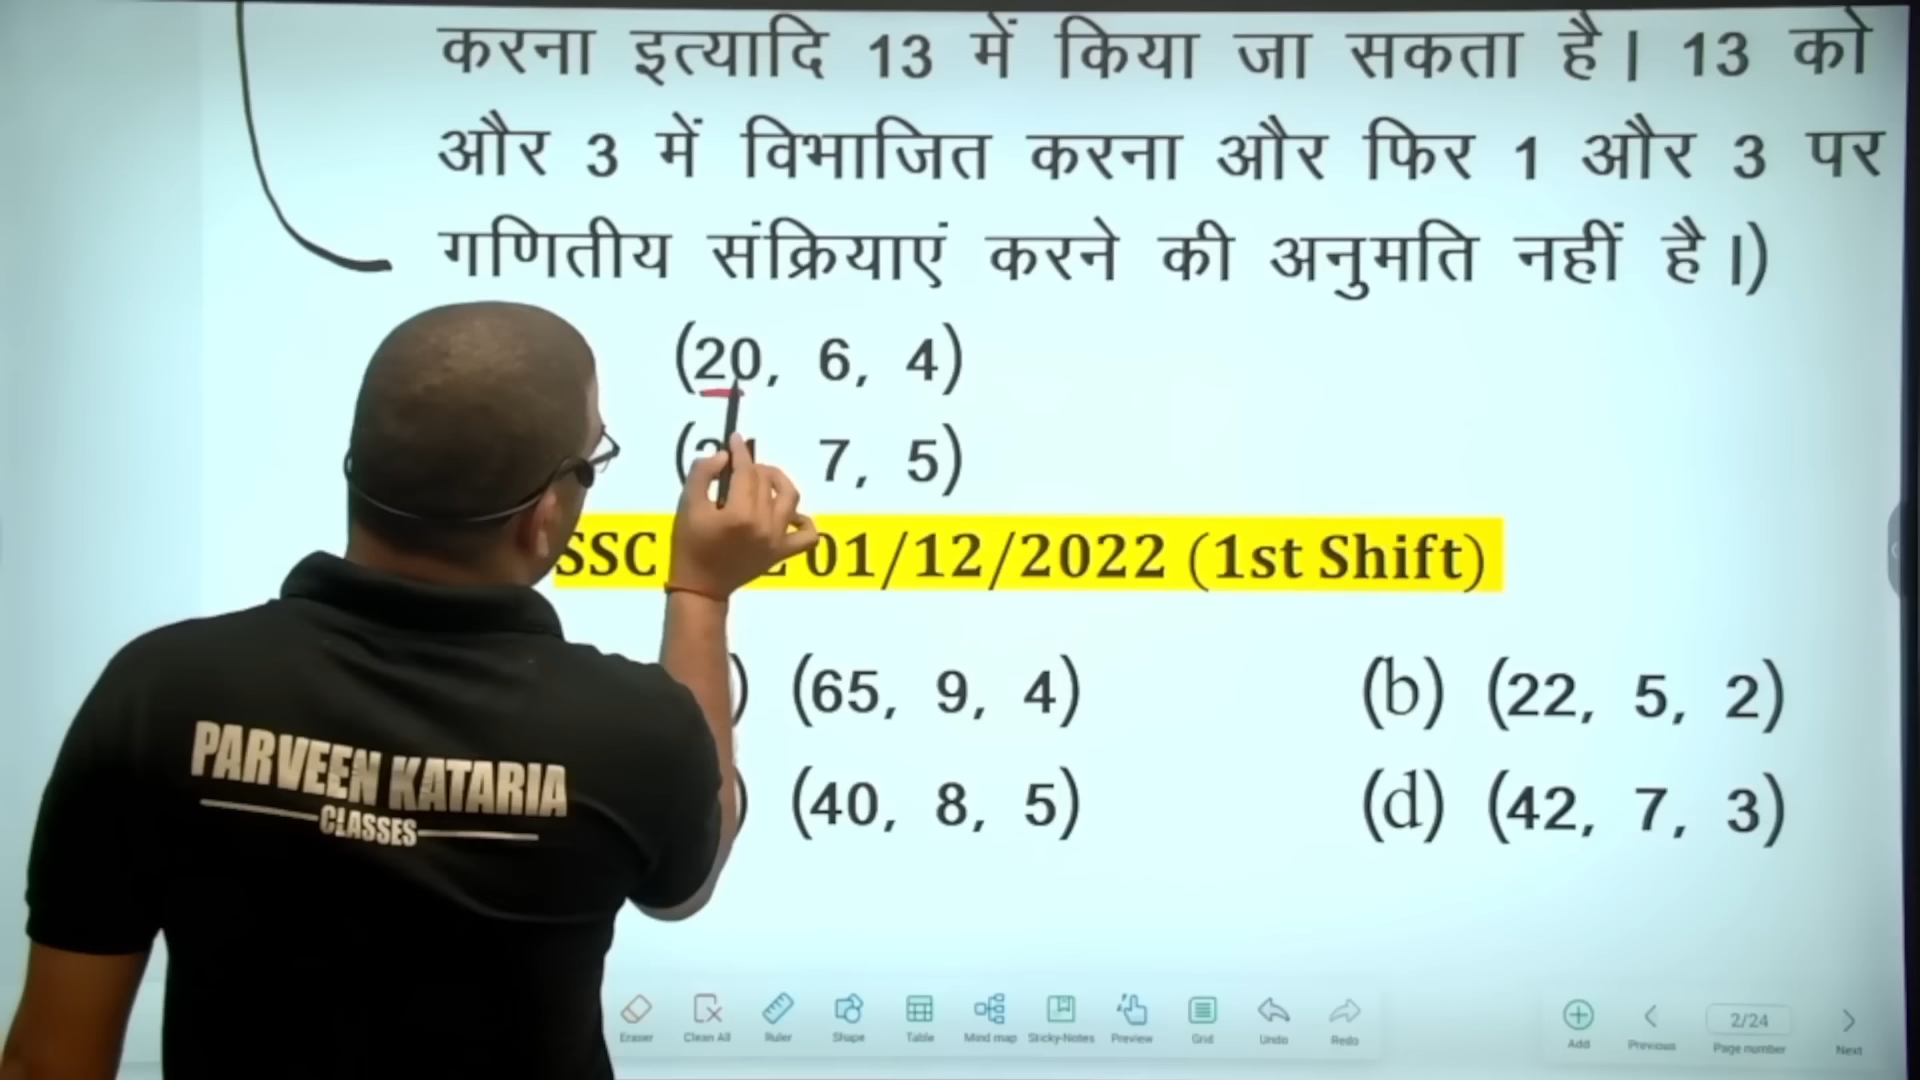 करना इत्यादि 13 में किया जा सकता है। 13 को
और 3 में विभाजित करना और फिर 1 और 3 पर
गणितीय संक्रियाएं करने की अनुमति नहीं है।)
(20, 6, 4)
7, 5)
SSC 01/12/2022 (1st Shift)
(65, 9, 4) (b) (22, 5, 2)
(40, 8, 5) (d) (42, 7, 3)
PARVEEN KATARIA
CLASSES
Eraser Clean All Ruler Shape Table Mind map Sticky-Notes Preview Grid Undo Redo Add Previous 2/24 Page number Next